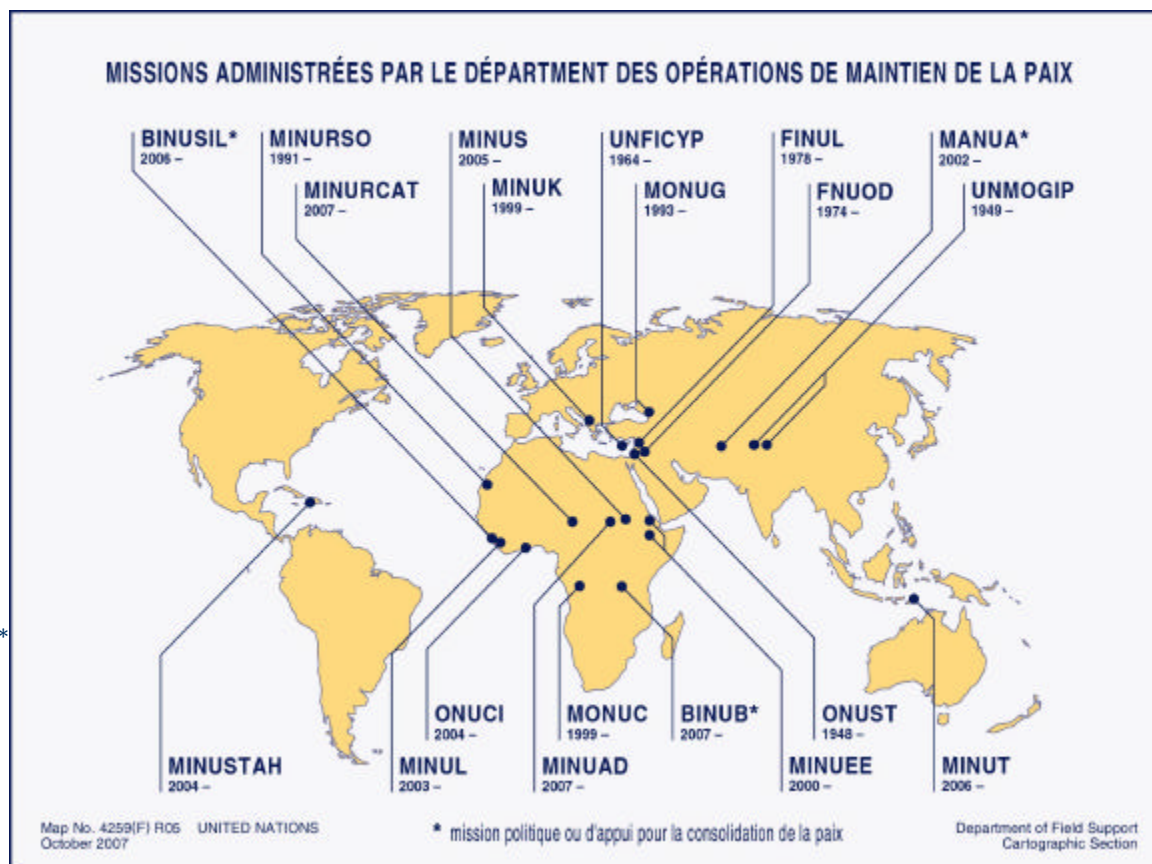 MISSIONS ADMINISTRÉES PAR LE DÉPARTMENT DES OPÉRATIONS DE MAINTIEN DE LA PAIX
BINUSIL*
2006 –
MINURSO
1991 –
MINUS
2005 –
UNFICYP
1964 –
FINUL
1978 –
MANUA*
2002 –
MINURCAT
2007 –
MINUK
1999 –
MONUG
1993 –
FNUOD
1974 –
UNMOGIP
1949 –
*
ONUCI
2004 –
MONUC
1999 –
BINUB*
2007 –
ONUST
1948 –
MINUSTAH
2004 –
MINUL
2003 –
MINUAD
2007 –
MINUEE
2000 –
MINUT
2006 –
Map No. 4259(F) R05 UNITED NATIONS
October 2007
* mission politique ou d'appui pour la consolidation de la paix
Department of Field Support
Cartographic Section